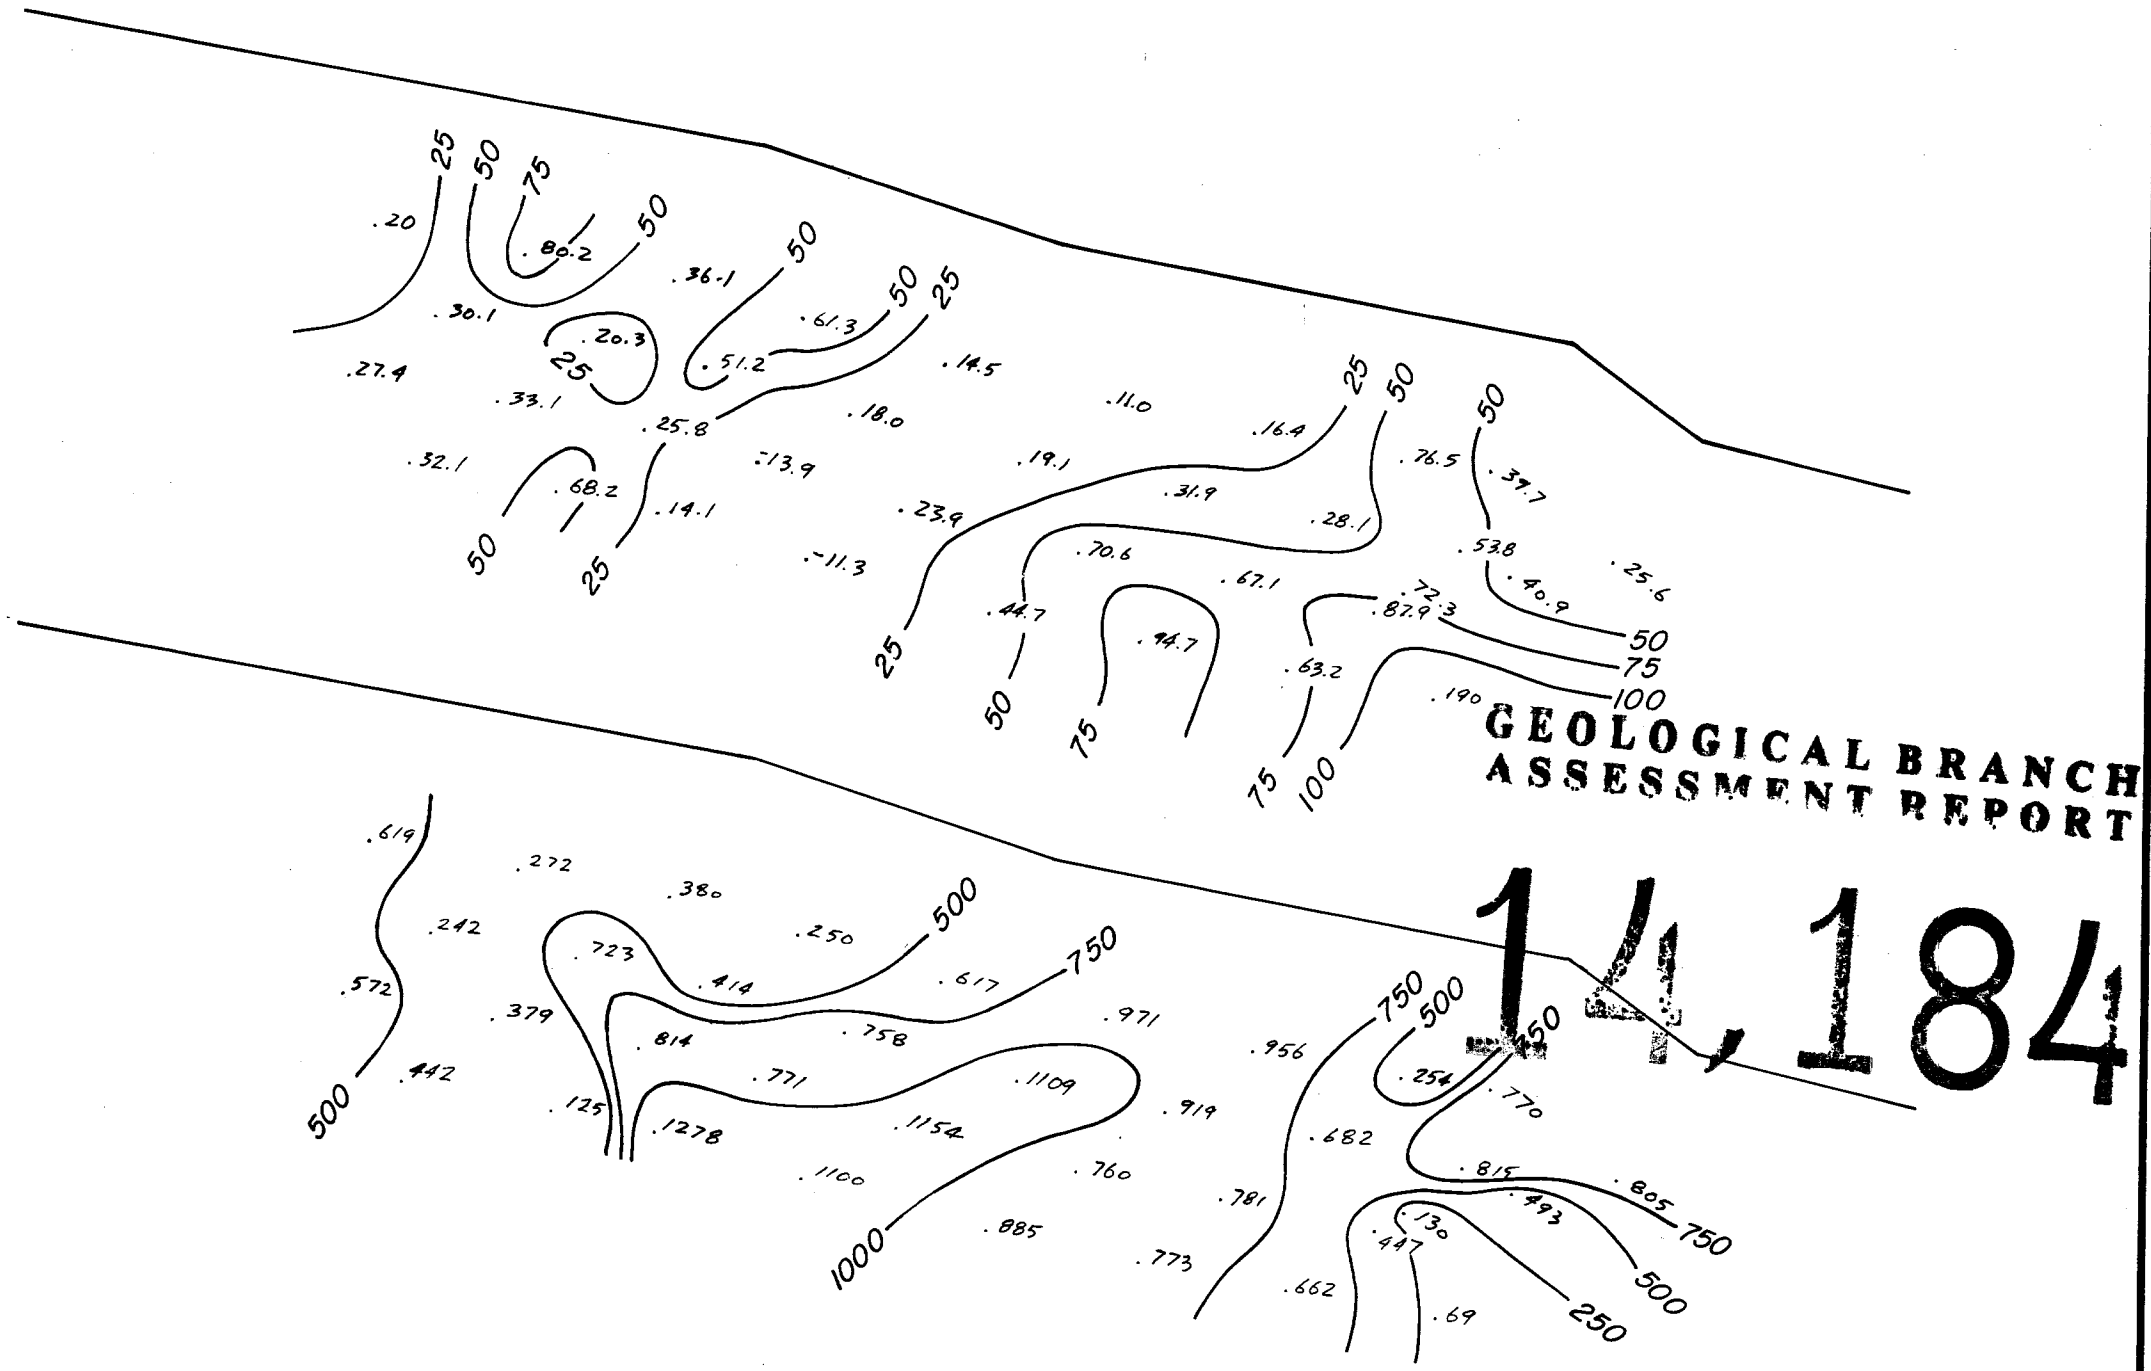 25 50 75 50 50 50 25
.20 .80.2 .36.1 .61.3
.30.1 .20.3 .51.2 .14.5
.27.4 25 .33.1 .18.0 .11.0 25 50 50
.25.8 .16.4
.32.1 .68.2 .-13.9 .19.1 .31.9 .76.5 .39.7
.14.1 .23.9 .28.1
50 25 .-11.3 .70.6 .67.1 .53.8 .25.6
.44.7 .72.3 .40.9
.87.9
25 .94.7 .63.2 50
75
50 75 .190 100
75 100
GEOLOGICAL BRANCH
ASSESSMENT REPORT
14,184
.619 .272 .380 500
.242 .723 .250 750
.572 .414 .617 750 500
.379 .814 .758 .971 .956 750
.442 .771 .1109 .254 .770
500 .125 .1278 .1154 .919 .682
.1100 .760 .781 .815 .805
.885 .130 .493 750
1000 .773 .447 500
.662 .69 250